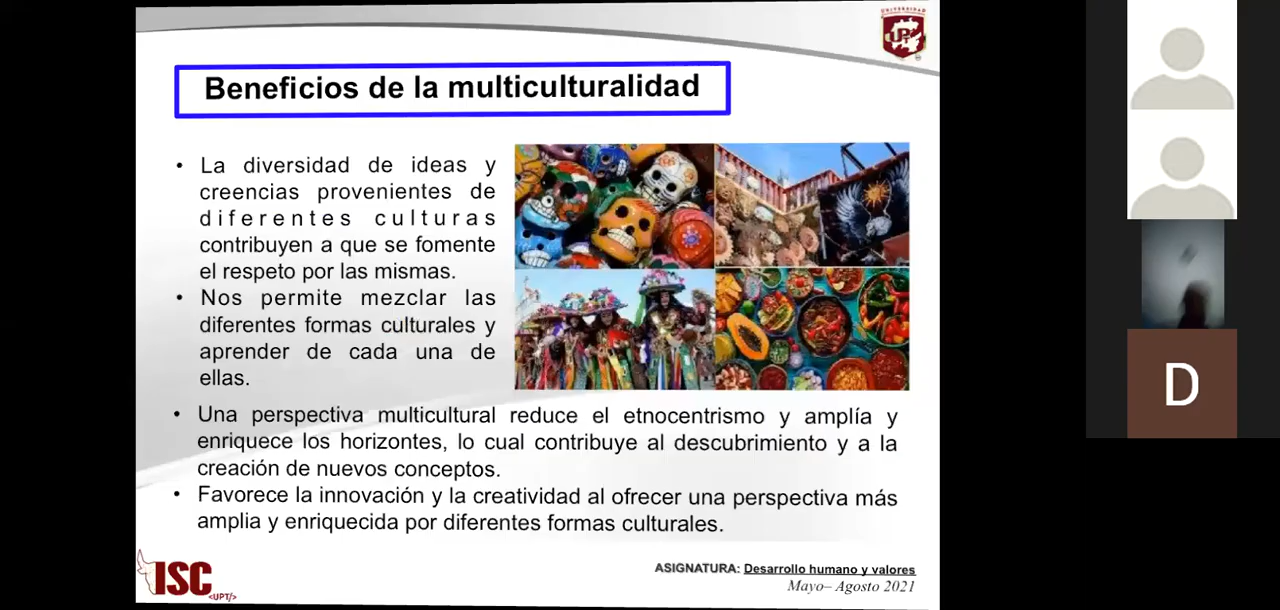 UNIVERSIDAD
UPT
Beneficios de la multiculturalidad
• La diversidad de ideas y
creencias provenientes de
diferentes culturas
contribuyen a que se fomente
el respeto por las mismas.
• Nos permite mezclar las
diferentes formas culturales y
aprender de cada una de
ellas.
• Una perspectiva multicultural reduce el etnocentrismo y amplía y
enriquece los horizontes, lo cual contribuye al descubrimiento y a la
creación de nuevos conceptos.
• Favorece la innovación y la creatividad al ofrecer una perspectiva más
amplia y enriquecida por diferentes formas culturales.
ISC
<UPT/>
ASIGNATURA: Desarrollo humano y valores
Mayo– Agosto 2021
D